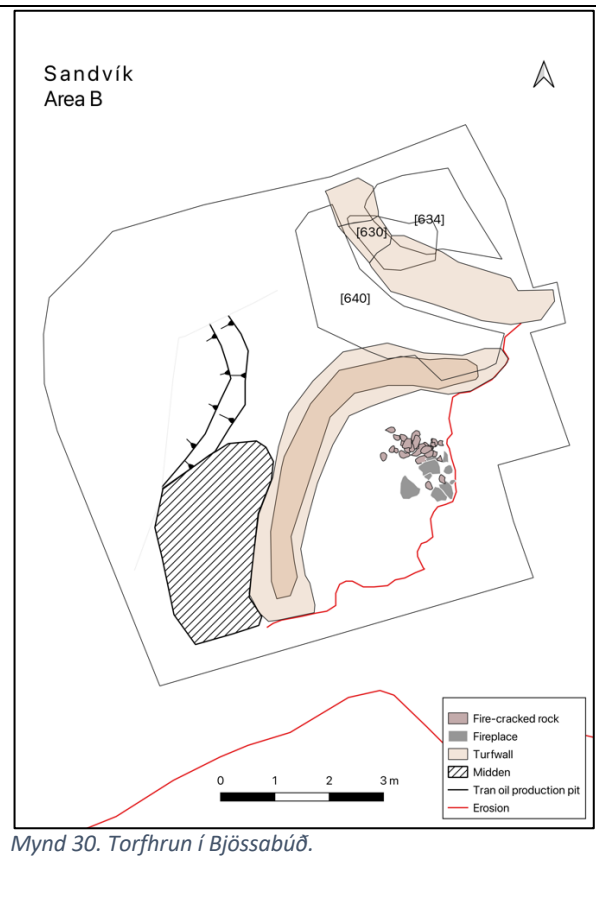 Sandvík
Area B
[634]
[630]
[640]
Fire-cracked rock
Fireplace
Turfwall
Midden
Tran oil production pit
Erosion
0 1 2 3 m
Mynd 30. Torfhrun í Bjössabúð.